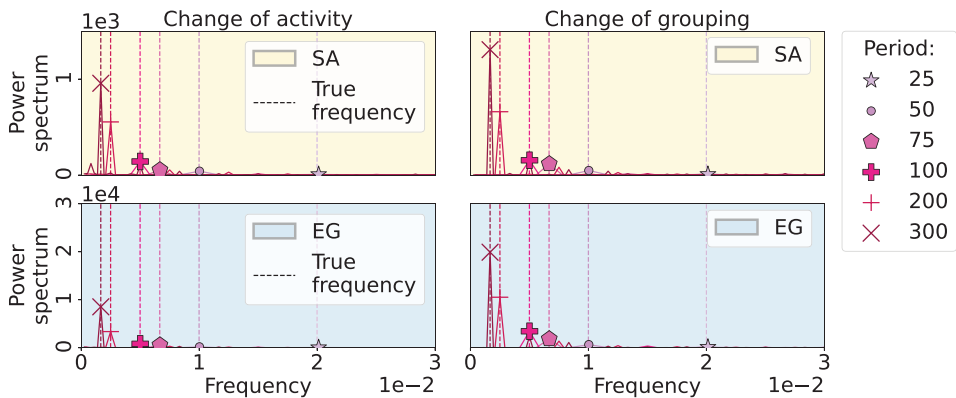 Change of activity
Change of grouping
1e3
Power
spectrum
1
0
SA
True
frequency
SA
Period:
25
50
75
100
200
300
1e4
Power
spectrum
3
2
1
0
EG
True
frequency
EG
0 1 2 3
0 1 2 3
Frequency
1e−2
Frequency
1e−2